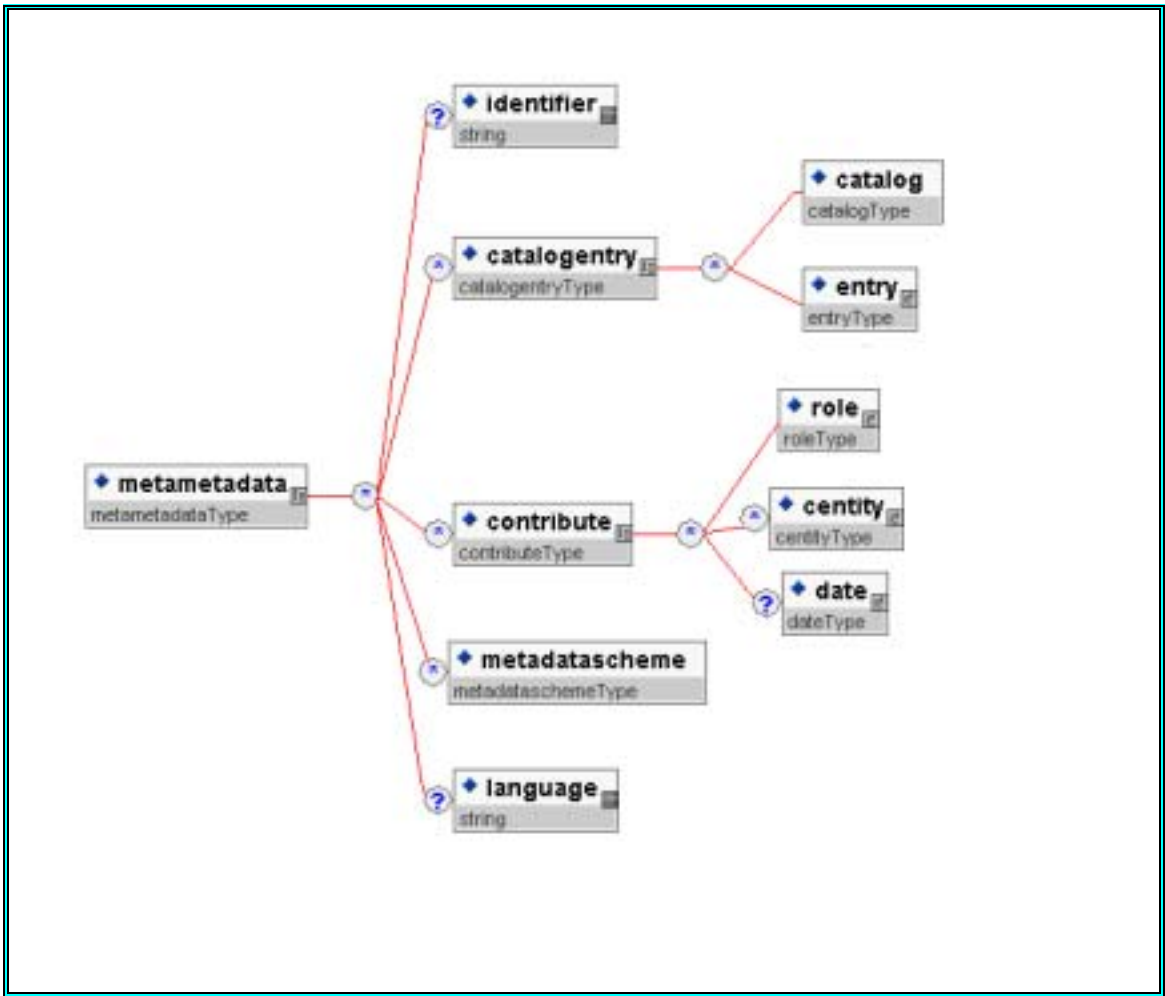 identifier
string
catalog
catalogType
catalogentry
catalogentryType
entry
entryType
role
roleType
metametadata
metametadataType
contribute
contributeType
centity
centityType
date
dateType
metadatascheme
metadataschemeType
language
string